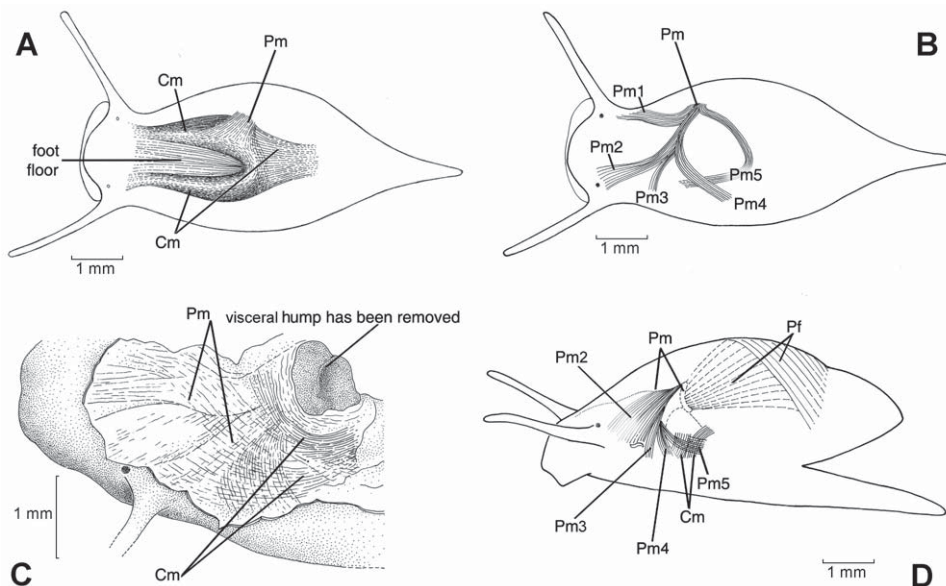 A
Pm
Cm
foot
floor
Cm
1 mm
B
Pm
Pm1
Pm2
Pm3
Pm5
Pm4
1 mm
Pm
visceral hump has been removed
1 mm
Cm
C
Pf
Pm
Pm2
Pm5
Pm3
Cm
Pm4
1 mm
D